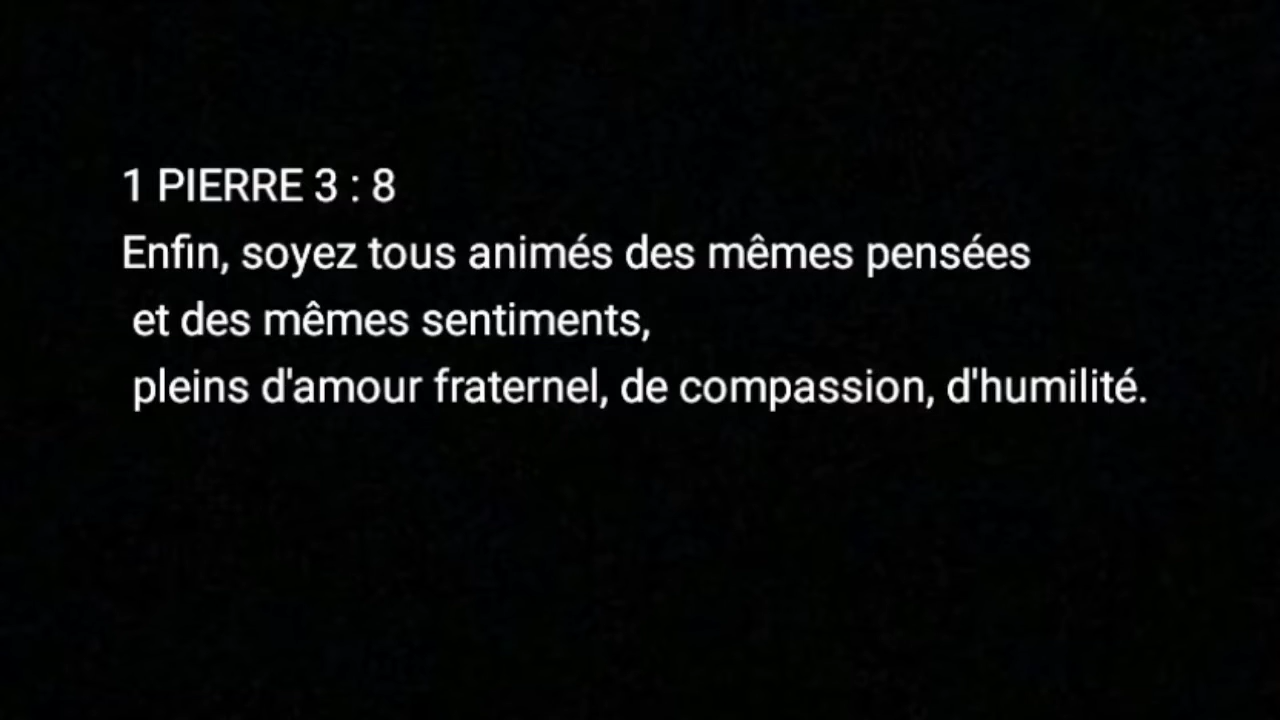 1 PIERRE 3 : 8
Enfin, soyez tous animés des mêmes pensées
et des mêmes sentiments,
pleins d'amour fraternel, de compassion, d'humilité.